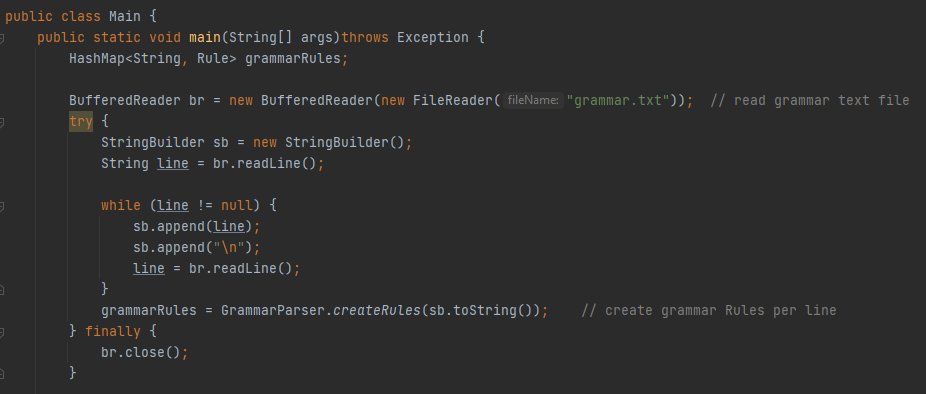 public class Main {
public static void main(String[] args)throws Exception {
HashMap<String, Rule> grammarRules;
BufferedReader br = new BufferedReader(new FileReader( fileName: "grammar.txt"));  // read grammar text file
try {
StringBuilder sb = new StringBuilder();
String line = br.readLine();
while (line != null) {
sb.append(line);
sb.append("\n");
line = br.readLine();
}
grammarRules = GrammarParser.createRules(sb.toString());    // create grammar Rules per line
} finally {
br.close();
}